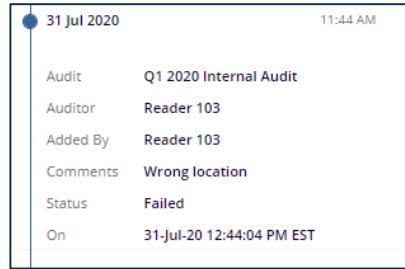 31 Jul 2020 11:44 AM
Audit Q1 2020 Internal Audit
Auditor Reader 103
Added By Reader 103
Comments Wrong location
Status Failed
On 31-Jul-20 12:44:04 PM EST